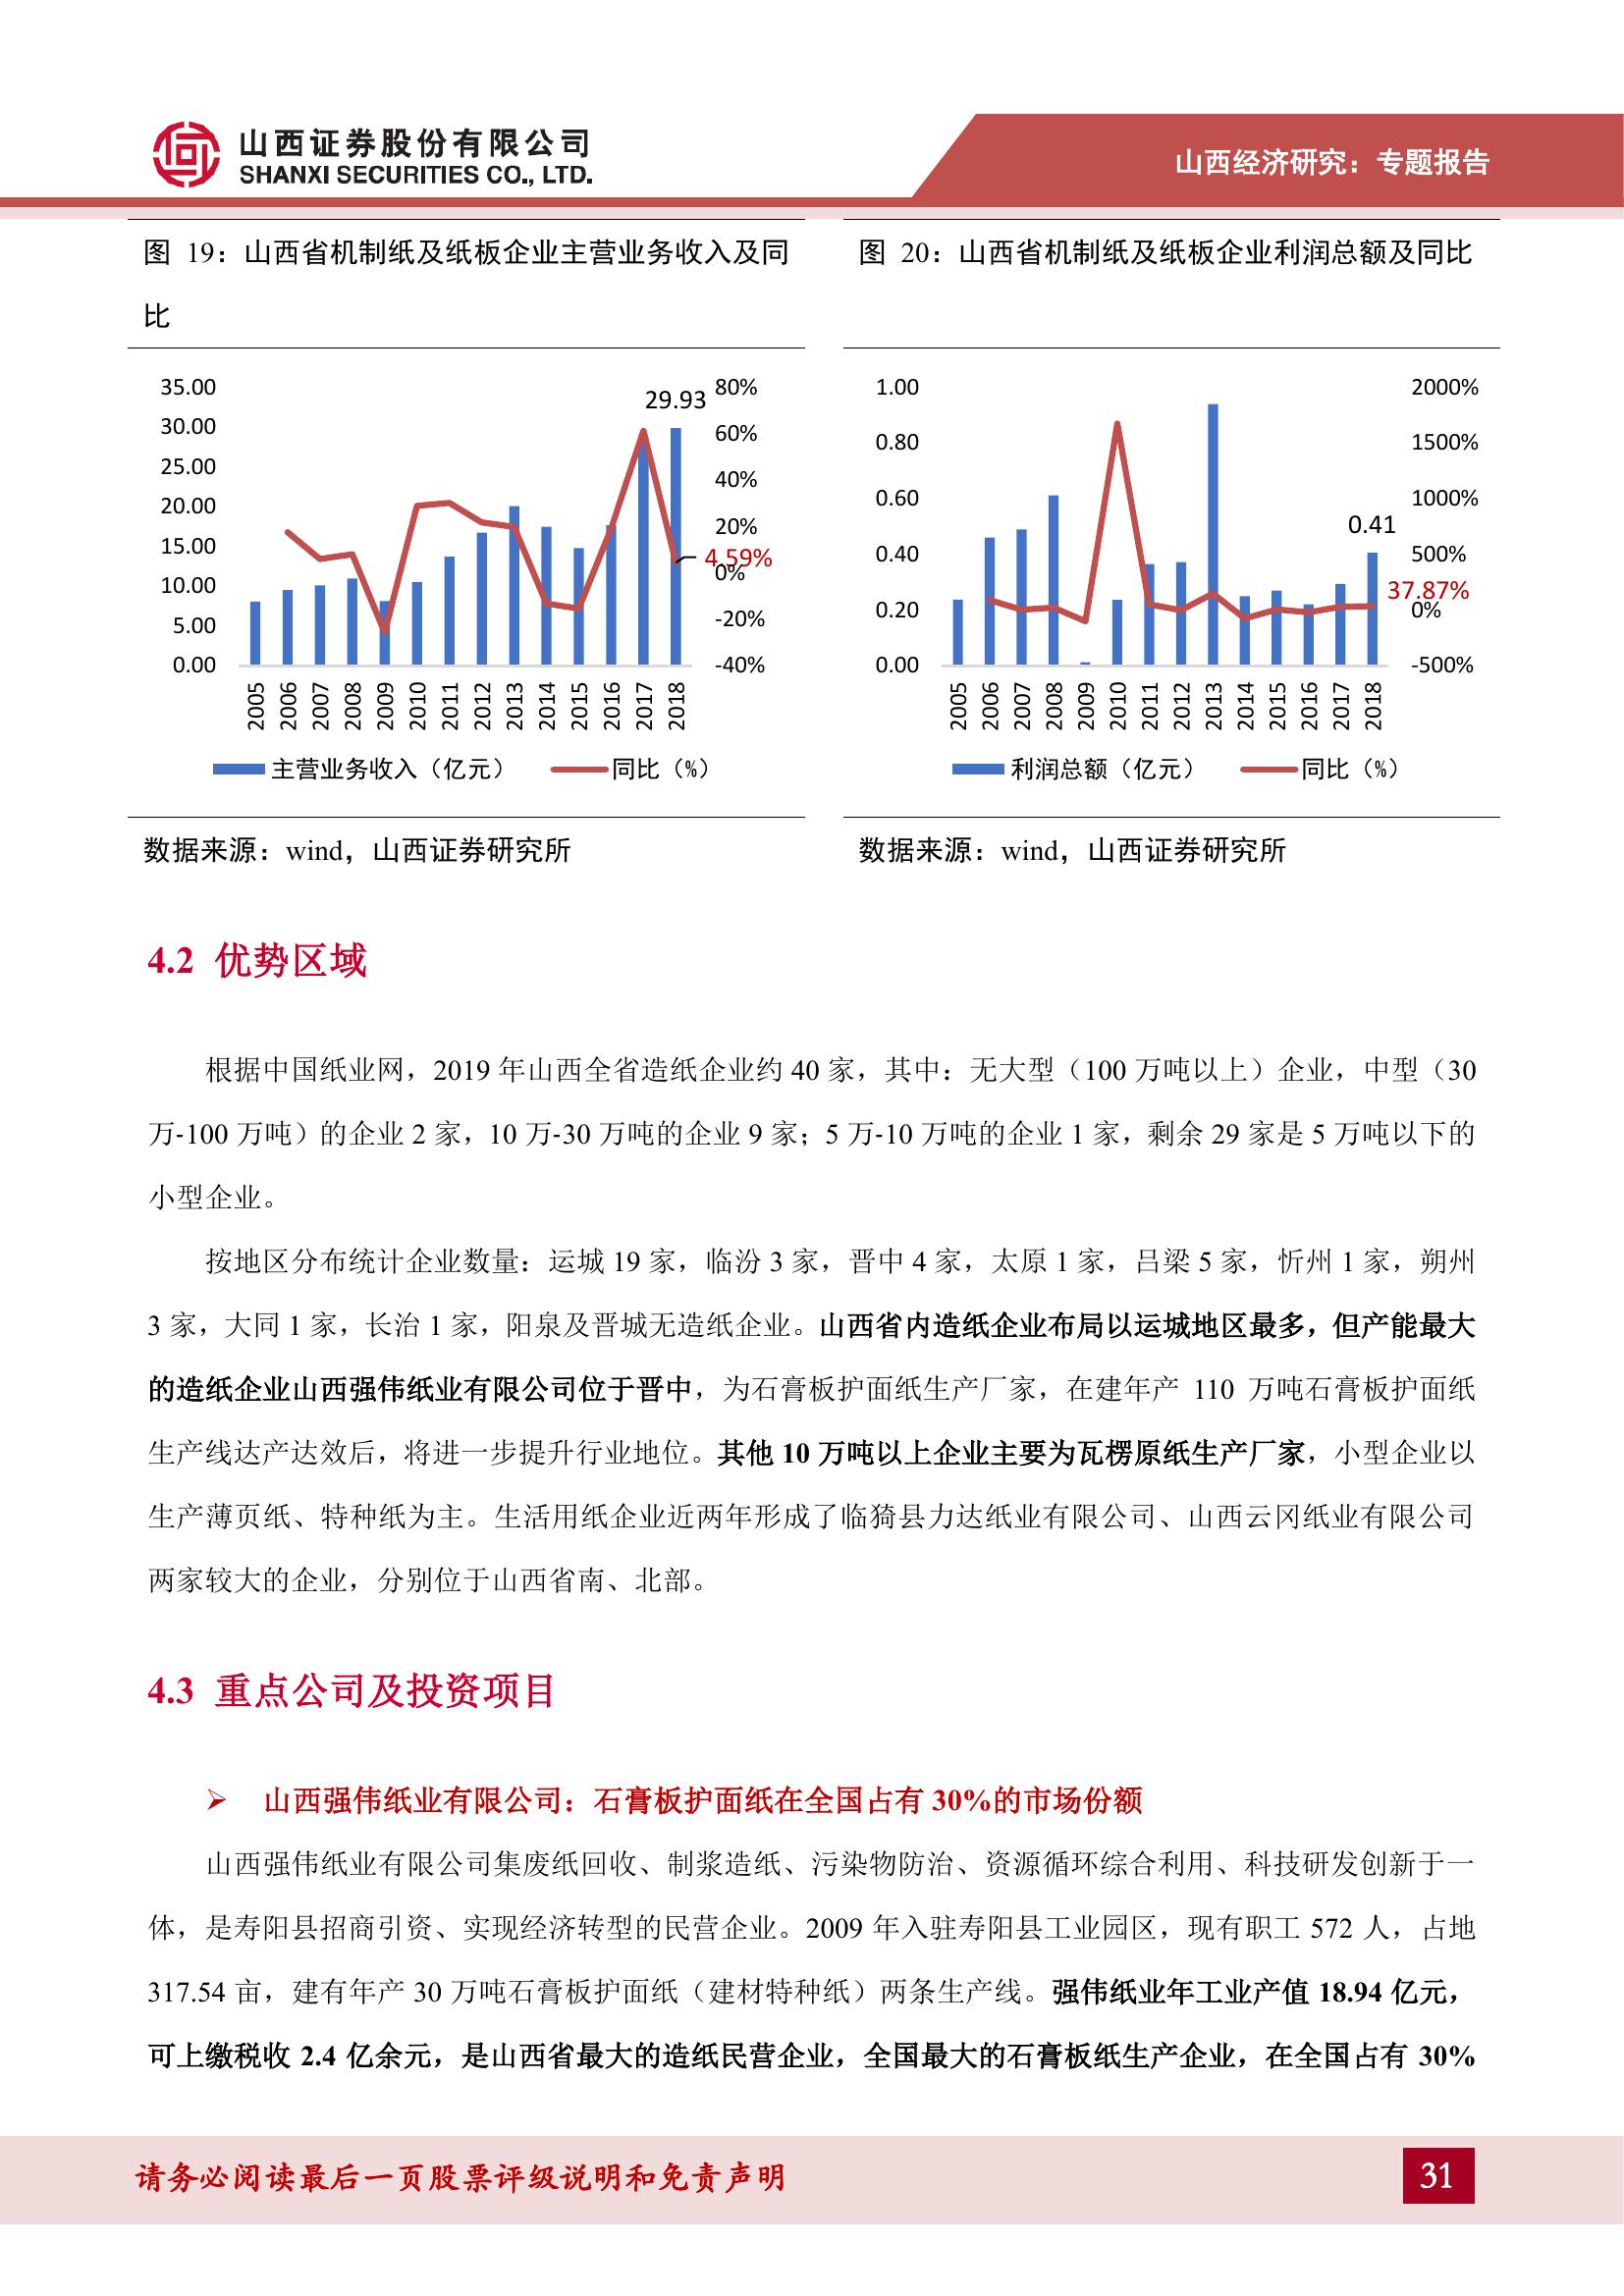 山西证券股份有限公司
SHANXI SECURITIES CO., LTD.
山西经济研究：专题报告
图 19：山西省机制纸及纸板企业主营业务收入及同
比
35.00
30.00
25.00
20.00
15.00
10.00
5.00
0.00
29.93
4.59%
80%
60%
40%
20%
0%
-20%
-40%
2005 2006 2007 2008 2009 2010 2011 2012 2013 2014 2015 2016 2017 2018
主营业务收入（亿元） 同比（%）
数据来源：wind，山西证券研究所
图 20：山西省机制纸及纸板企业利润总额及同比
1.00
0.80
0.60
0.40
0.20
0.00
0.41
37.87%
2000%
1500%
1000%
500%
0%
-500%
2005 2006 2007 2008 2009 2010 2011 2012 2013 2014 2015 2016 2017 2018
利润总额（亿元） 同比（%）
数据来源：wind，山西证券研究所
4.2 优势区域
根据中国纸业网，2019 年山西全省造纸企业约 40 家，其中：无大型（100 万吨以上）企业，中型（30
万-100 万吨）的企业 2 家，10 万-30 万吨的企业 9 家；5 万-10 万吨的企业 1 家，剩余 29 家是 5 万吨以下的
小型企业。
按地区分布统计企业数量：运城 19 家，临汾 3 家，晋中 4 家，太原 1 家，吕梁 5 家，忻州 1 家，朔州
3 家，大同 1 家，长治 1 家，阳泉及晋城无造纸企业。山西省内造纸企业布局以运城地区最多，但产能最大
的造纸企业山西强伟纸业有限公司位于晋中，为石膏板护面纸生产厂家，在建年产 110 万吨石膏板护面纸
生产线达产达效后，将进一步提升行业地位。其他 10 万吨以上企业主要为瓦楞原纸生产厂家，小型企业以
生产薄页纸、特种纸为主。生活用纸企业近两年形成了临猗县力达纸业有限公司、山西云冈纸业有限公司
两家较大的企业，分别位于山西省南、北部。
4.3 重点公司及投资项目
➢ 山西强伟纸业有限公司：石膏板护面纸在全国占有 30%的市场份额
山西强伟纸业有限公司集废纸回收、制浆造纸、污染物防治、资源循环综合利用、科技研发创新于一
体，是寿阳县招商引资、实现经济转型的民营企业。2009 年入驻寿阳县工业园区，现有职工 572 人，占地
317.54 亩，建有年产 30 万吨石膏板护面纸（建材特种纸）两条生产线。强伟纸业年工业产值 18.94 亿元，
可上缴税收 2.4 亿余元，是山西省最大的造纸民营企业，全国最大的石膏板纸生产企业，在全国占有 30%
请务必阅读最后一页股票评级说明和免责声明
31